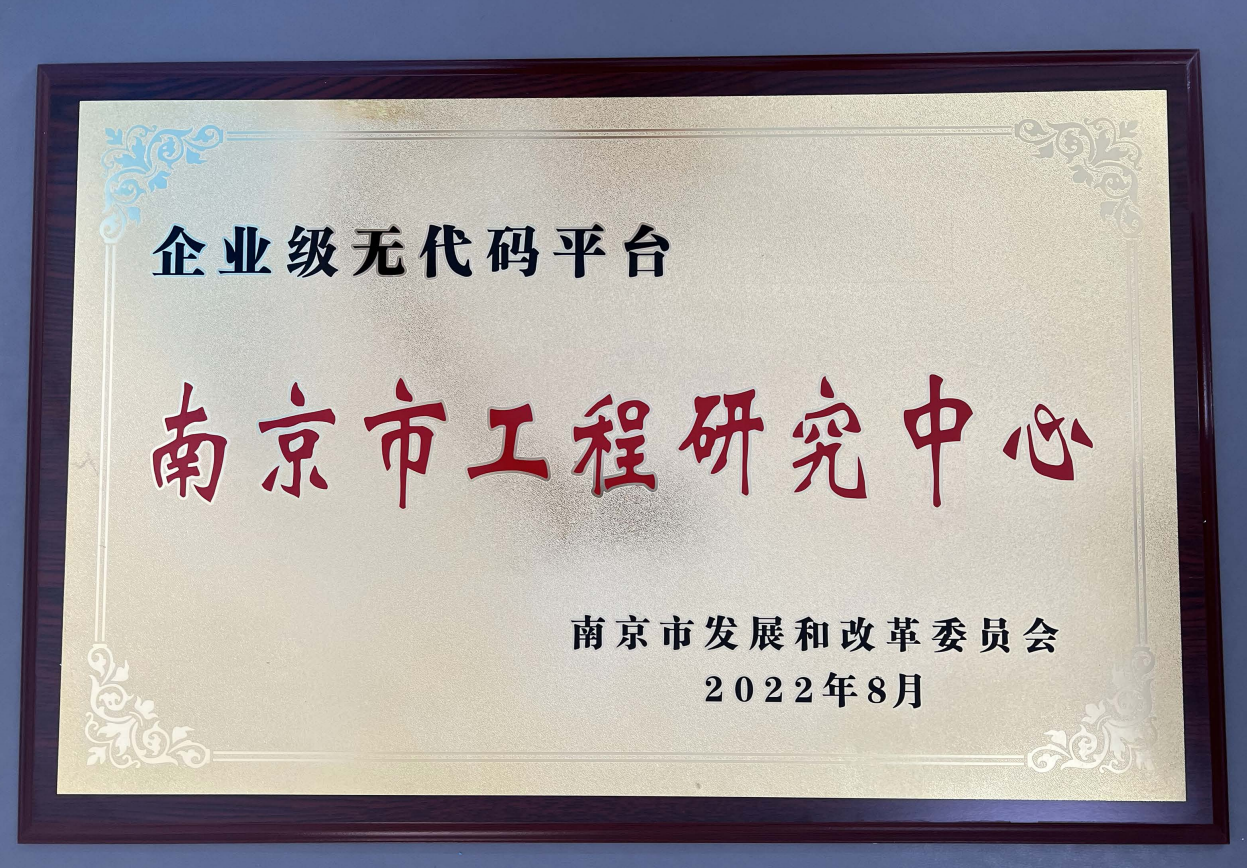 企业级无代码平台
南京市工程研究中心
南京市发展和改革委员会
2022年8月